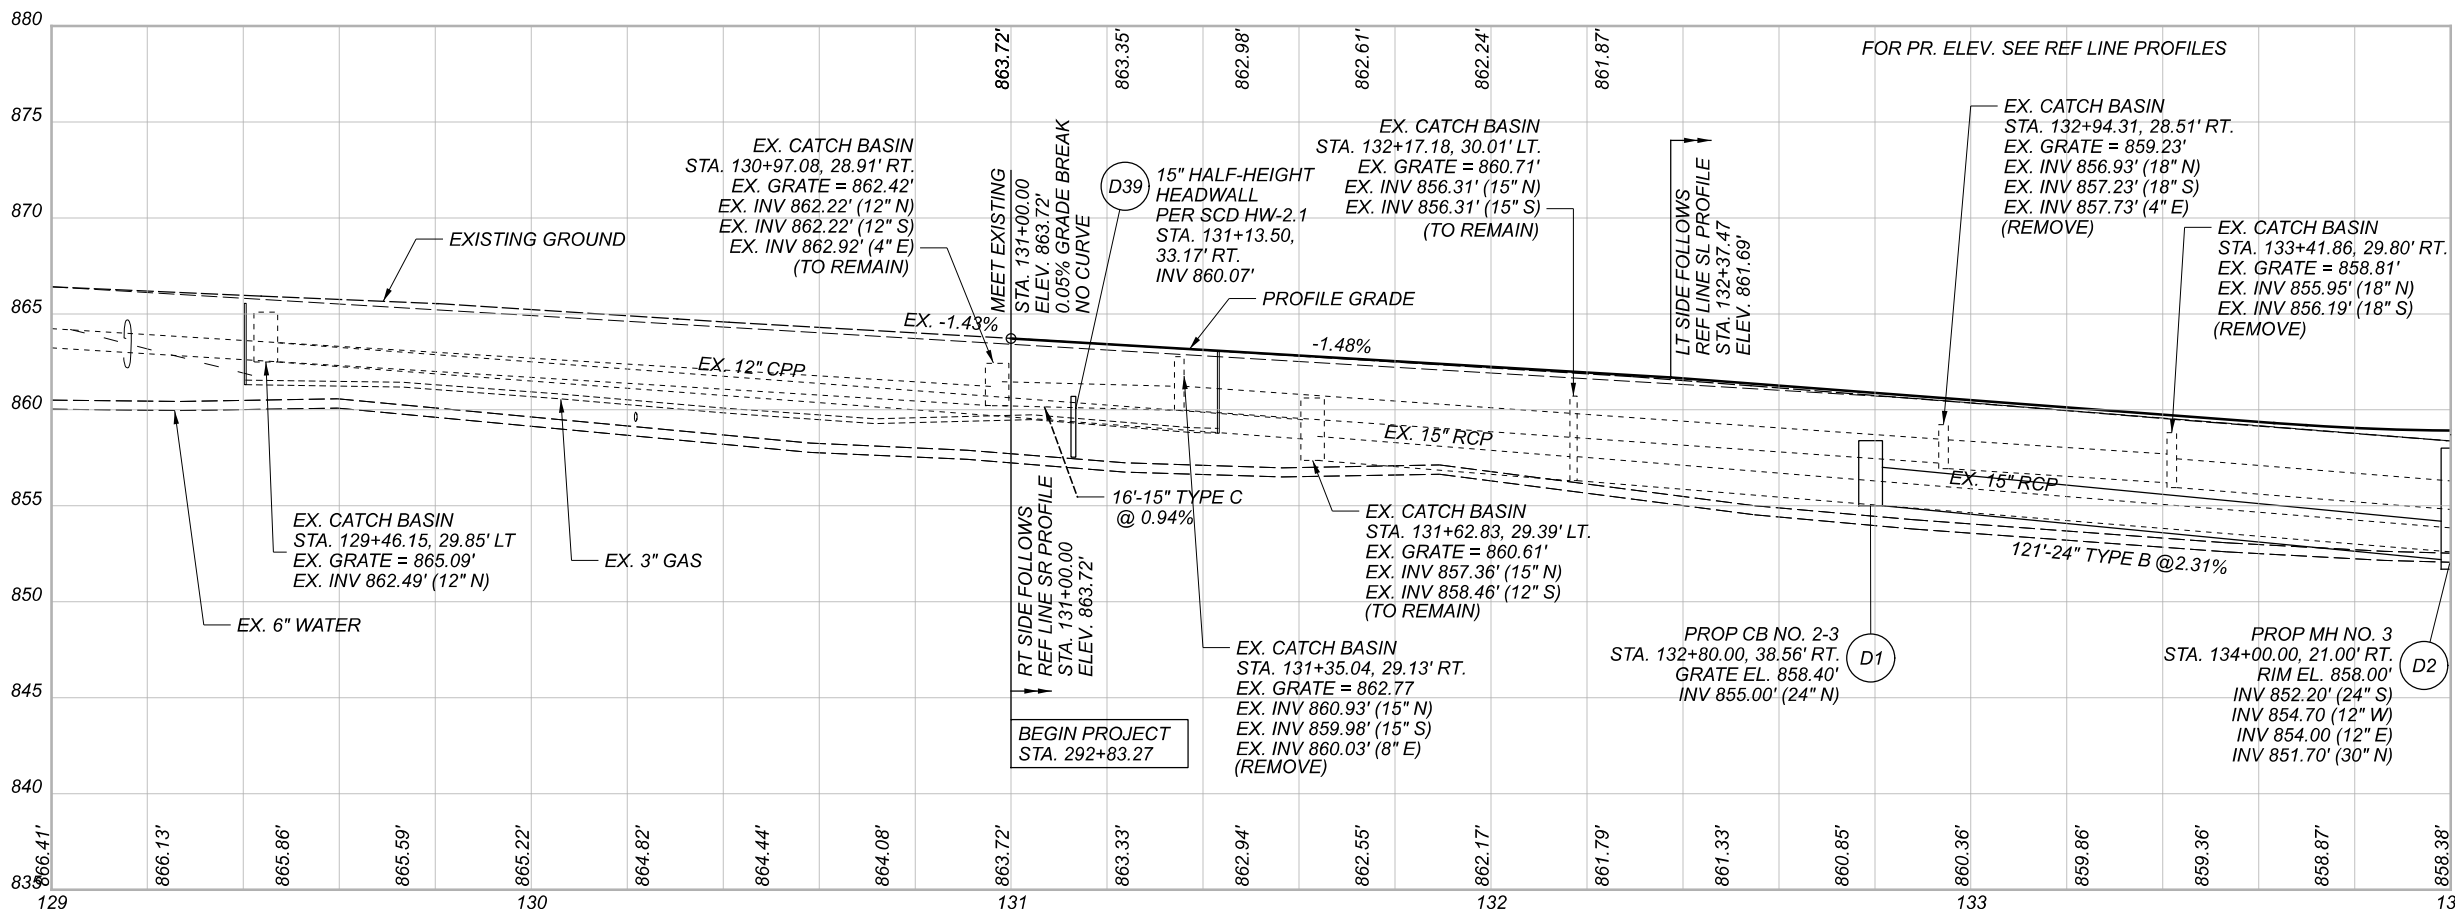 880
875
870
865
860
855
850
845
840
835
863.72'
863.35'
862.98'
862.61'
862.24'
861.87'
FOR PR. ELEV. SEE REF LINE PROFILES
EXISTING GROUND
EX. CATCH BASIN
STA. 130+97.08, 28.91' RT.
EX. GRATE = 862.42'
EX. INV 862.22' (12" N)
EX. INV 862.22' (12" S)
EX. INV 862.92' (4" E)
(TO REMAIN)
MEET EXISTING
STA. 131+00.00
ELEV. 863.72'
0.05% GRADE BREAK
NO CURVE
D39
15" HALF-HEIGHT
HEADWALL
PER SCD HW-2.1
STA. 131+13.50,
33.17' RT.
INV 860.07'
PROFILE GRADE
EX. CATCH BASIN
STA. 132+17.18, 30.01' LT.
EX. GRATE = 860.71'
EX. INV 856.31' (15" N)
EX. INV 856.31' (15" S)
(TO REMAIN)
LT SIDE FOLLOWS
REF LINE SL PROFILE
STA. 132+37.47
ELEV. 861.69'
EX. CATCH BASIN
STA. 132+94.31, 28.51' RT.
EX. GRATE = 859.23'
EX. INV 856.93' (18" N)
EX. INV 857.23' (18" S)
EX. INV 857.73' (4" E)
(REMOVE)
EX. CATCH BASIN
STA. 133+41.86, 29.80' RT.
EX. GRATE = 858.81'
EX. INV 855.95' (18" N)
EX. INV 856.19' (18" S)
(REMOVE)
EX. -1.43%
-1.48%
EX. 12" CPP
EX. 15" RCP
EX. 15" RCP
EX. CATCH BASIN
STA. 129+46.15, 29.85' LT
EX. GRATE = 865.09'
EX. INV 862.49' (12" N)
EX. 3" GAS
EX. 6" WATER
RT SIDE FOLLOWS
REF LINE SR PROFILE
STA. 131+00.00
ELEV. 863.72'
16'-15" TYPE C
@ 0.94%
EX. CATCH BASIN
STA. 131+62.83, 29.39' LT.
EX. GRATE = 860.61'
EX. INV 857.36' (15" N)
EX. INV 858.46' (12" S)
(TO REMAIN)
121'-24" TYPE B @2.31%
EX. CATCH BASIN
STA. 131+35.04, 29.13' RT.
EX. GRATE = 862.77
EX. INV 860.93' (15" N)
EX. INV 859.98' (15" S)
EX. INV 860.03' (8" E)
(REMOVE)
PROP CB NO. 2-3
STA. 132+80.00, 38.56' RT.
GRATE EL. 858.40'
INV 855.00' (24" N)
D1
PROP MH NO. 3
STA. 134+00.00, 21.00' RT.
RIM EL. 858.00'
INV 852.20' (24" S)
INV 854.70 (12" W)
INV 854.00 (12" E)
INV 851.70' (30" N)
D2
BEGIN PROJECT
STA. 292+83.27
866.41'
866.13'
865.86'
865.59'
865.22'
864.82'
864.44'
864.08'
863.72'
863.33'
862.94'
862.55'
862.17'
861.79'
861.33'
860.85'
860.36'
859.86'
859.36'
858.87'
858.38'
129
130
131
132
133
13